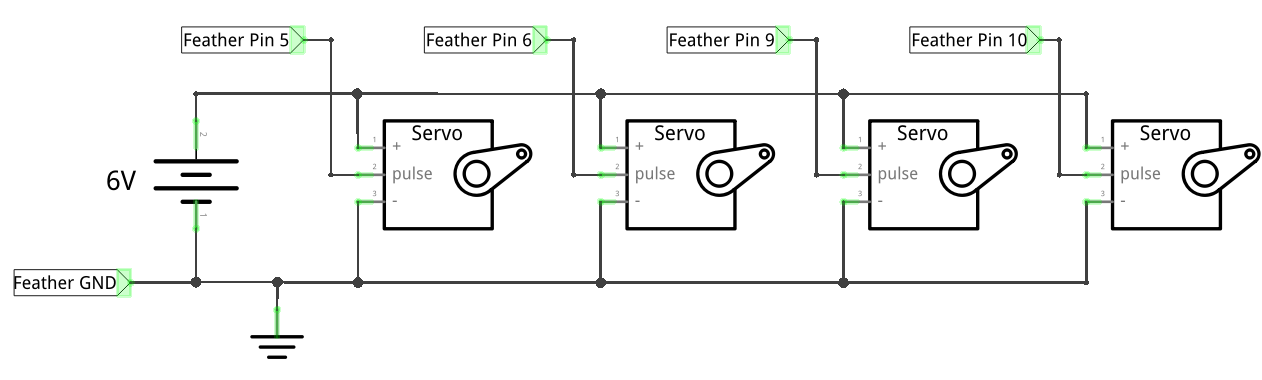 Feather Pin 5
Feather Pin 6
Feather Pin 9
Feather Pin 10
Servo
Servo
Servo
Servo
2
1
+
1
+
1
+
1
+
6V
2
pulse
2
pulse
2
pulse
2
pulse
3
-
3
-
3
-
3
-
1
Feather GND